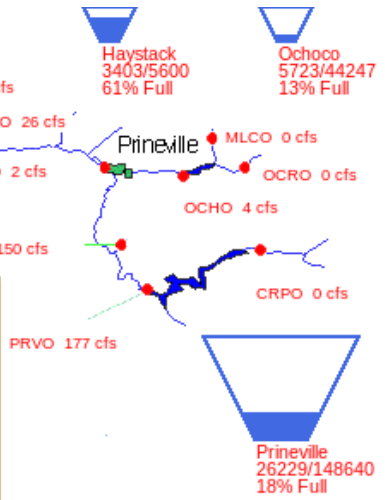 Haystack
3403/5600
61% Full
Ochoco
5723/44247
13% Full
cfs
O 26 cfs
Prineville
MLCO 0 cfs
2 cfs
OCRO 0 cfs
OCHO 4 cfs
150 cfs
CRPO 0 cfs
PRVO 177 cfs
Prineville
26229/148640
18% Full